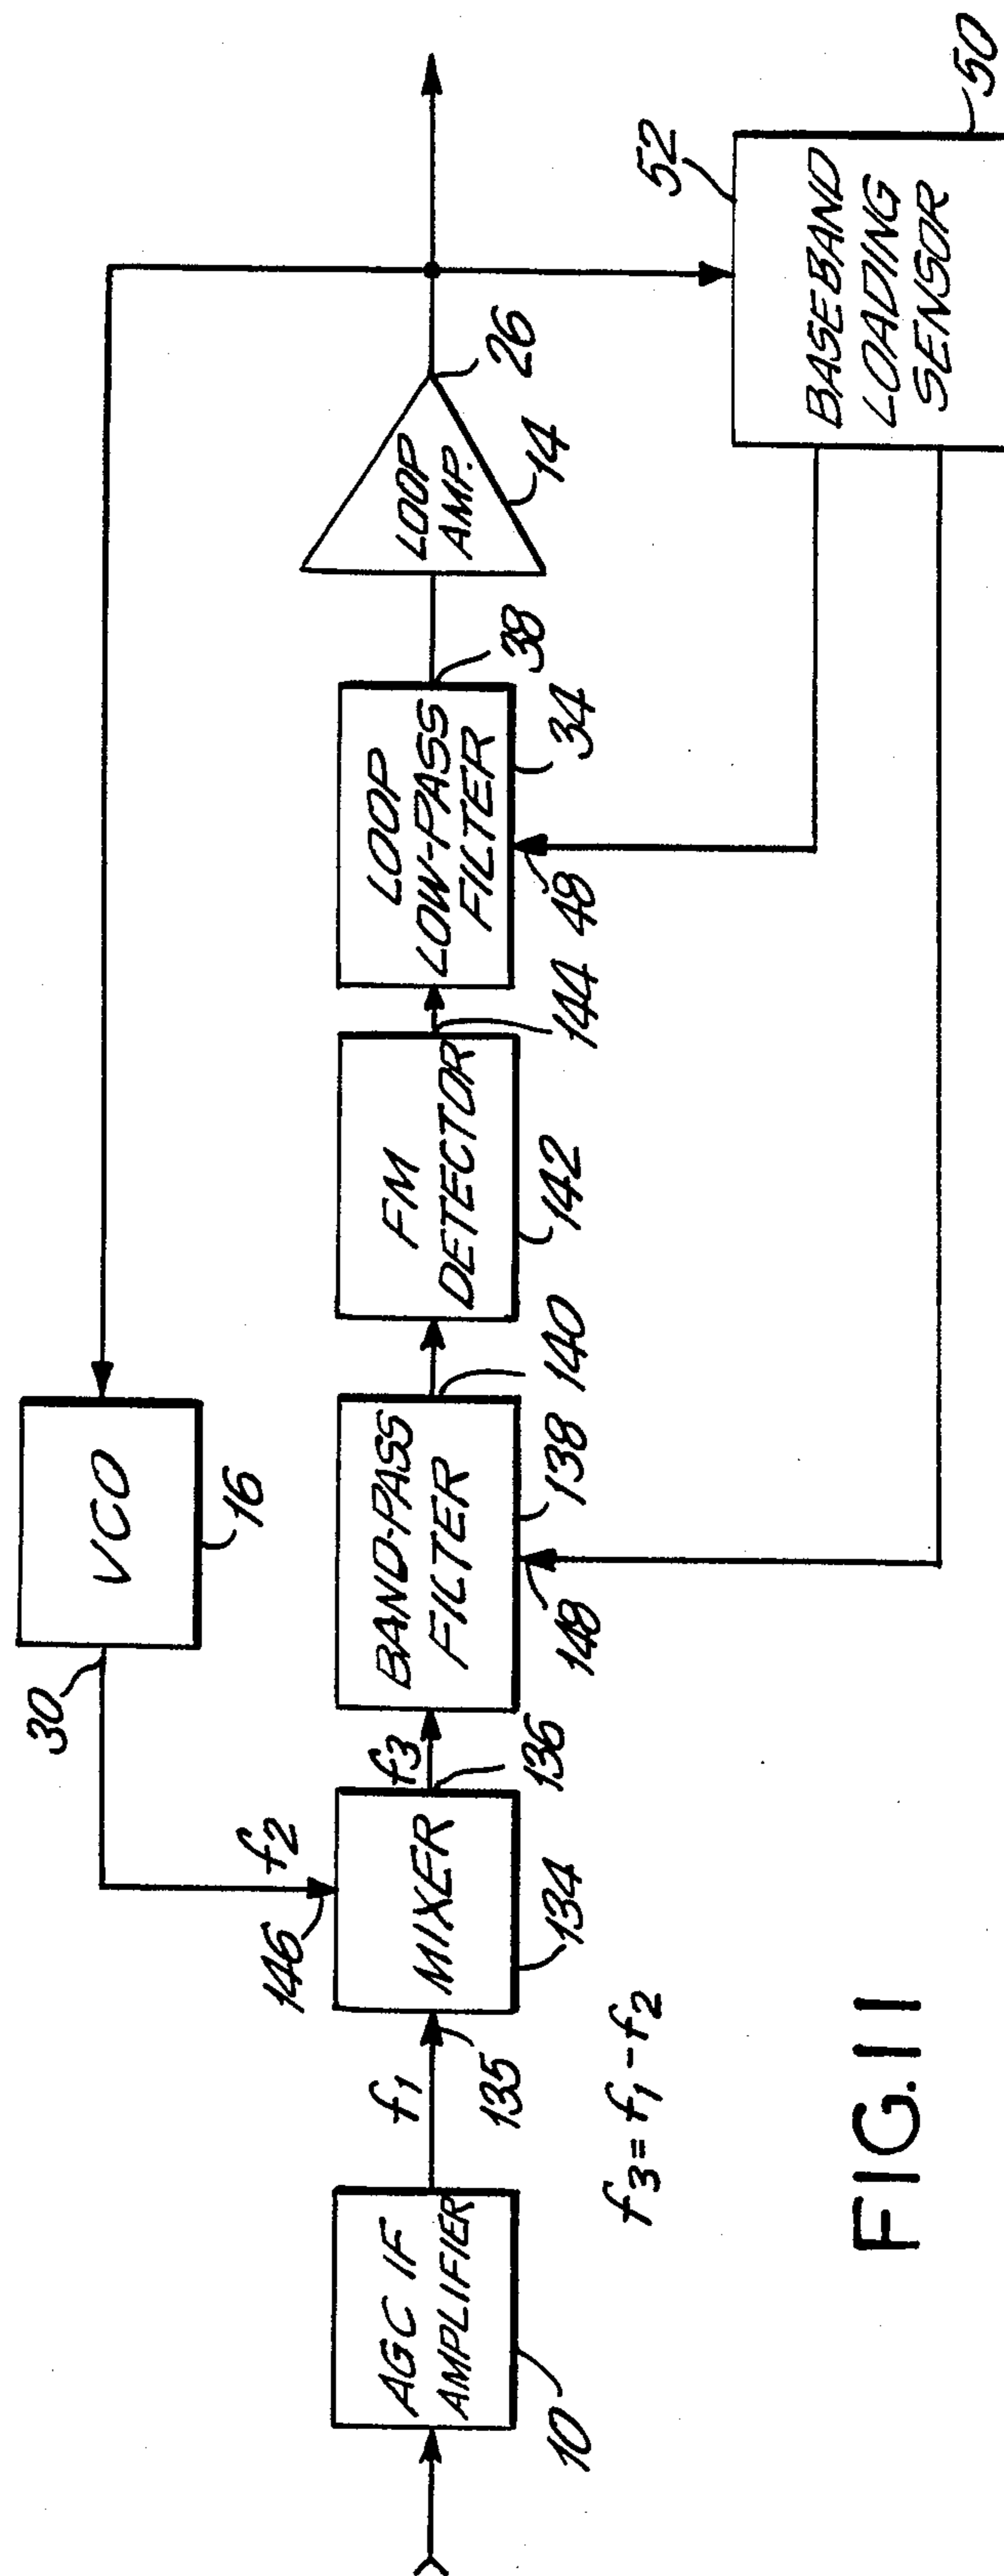 VCO
16
30
f2
146
AGC IF
AMPLIFIER
10
f1
135
MIXER
134
f3
136
BAND-PASS
FILTER
138
140
148
FM
DETECTOR
142
144
LOOP
LOW-PASS
FILTER
34
38
48
LOOP
AMP.
14
26
52
BASEBAND
LOADING
SENSOR
50
f3=f1-f2
FIG.11